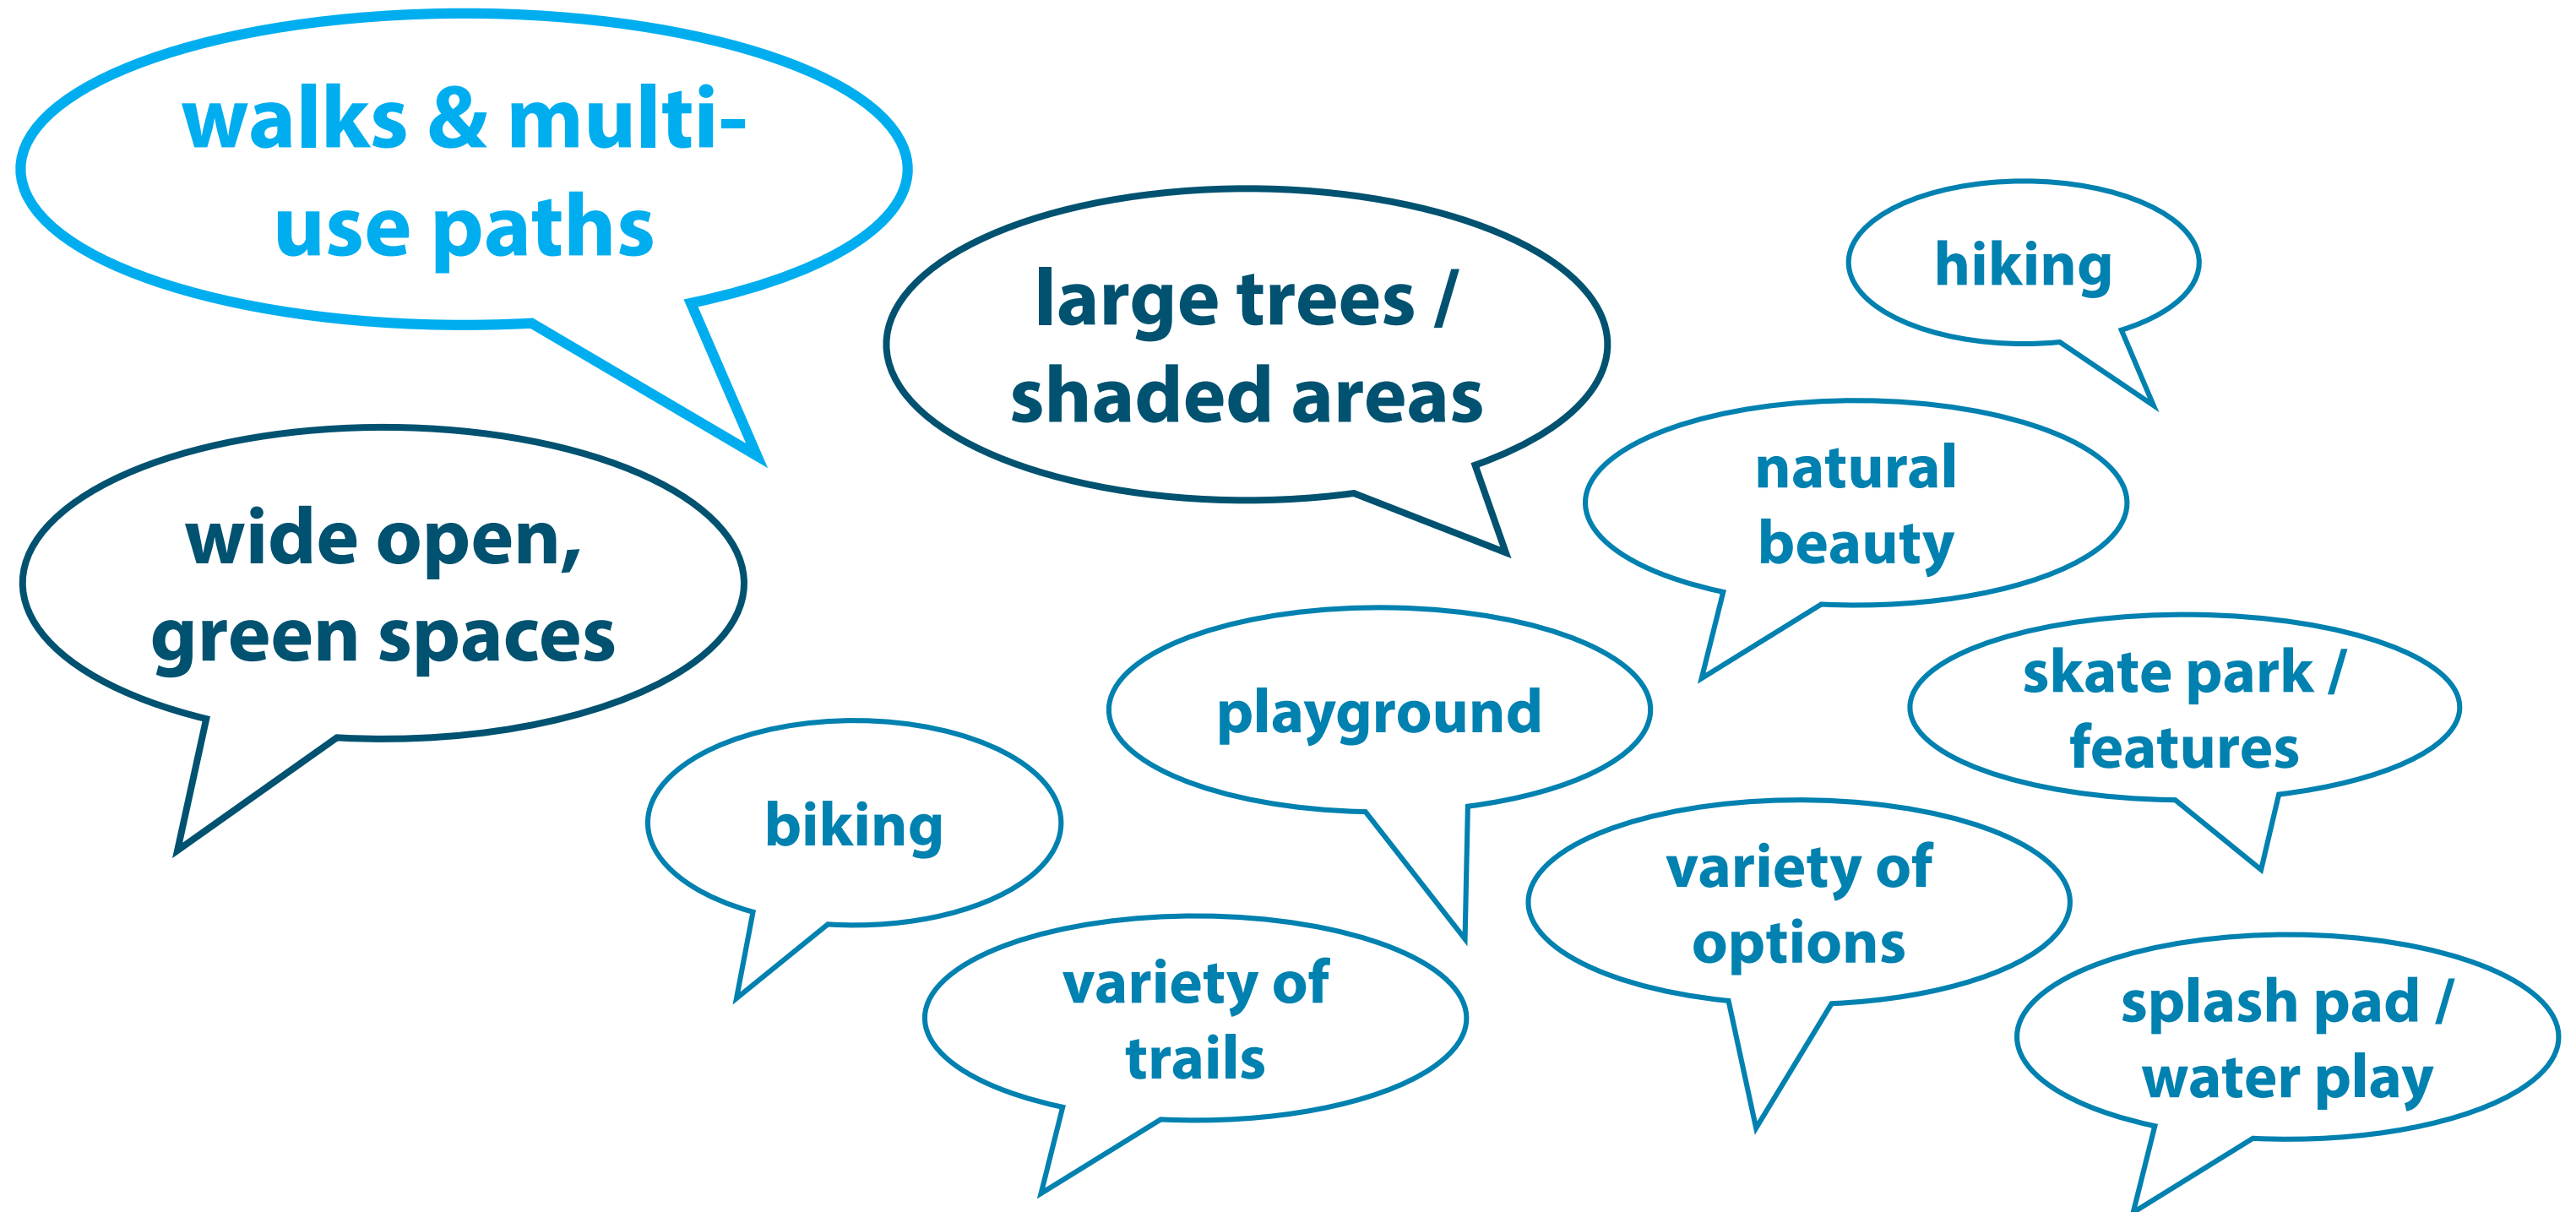 walks & multi-
use paths
large trees /
shaded areas
hiking
natural
beauty
wide open,
green spaces
playground
skate park /
features
biking
variety of
options
variety of
trails
splash pad /
water play